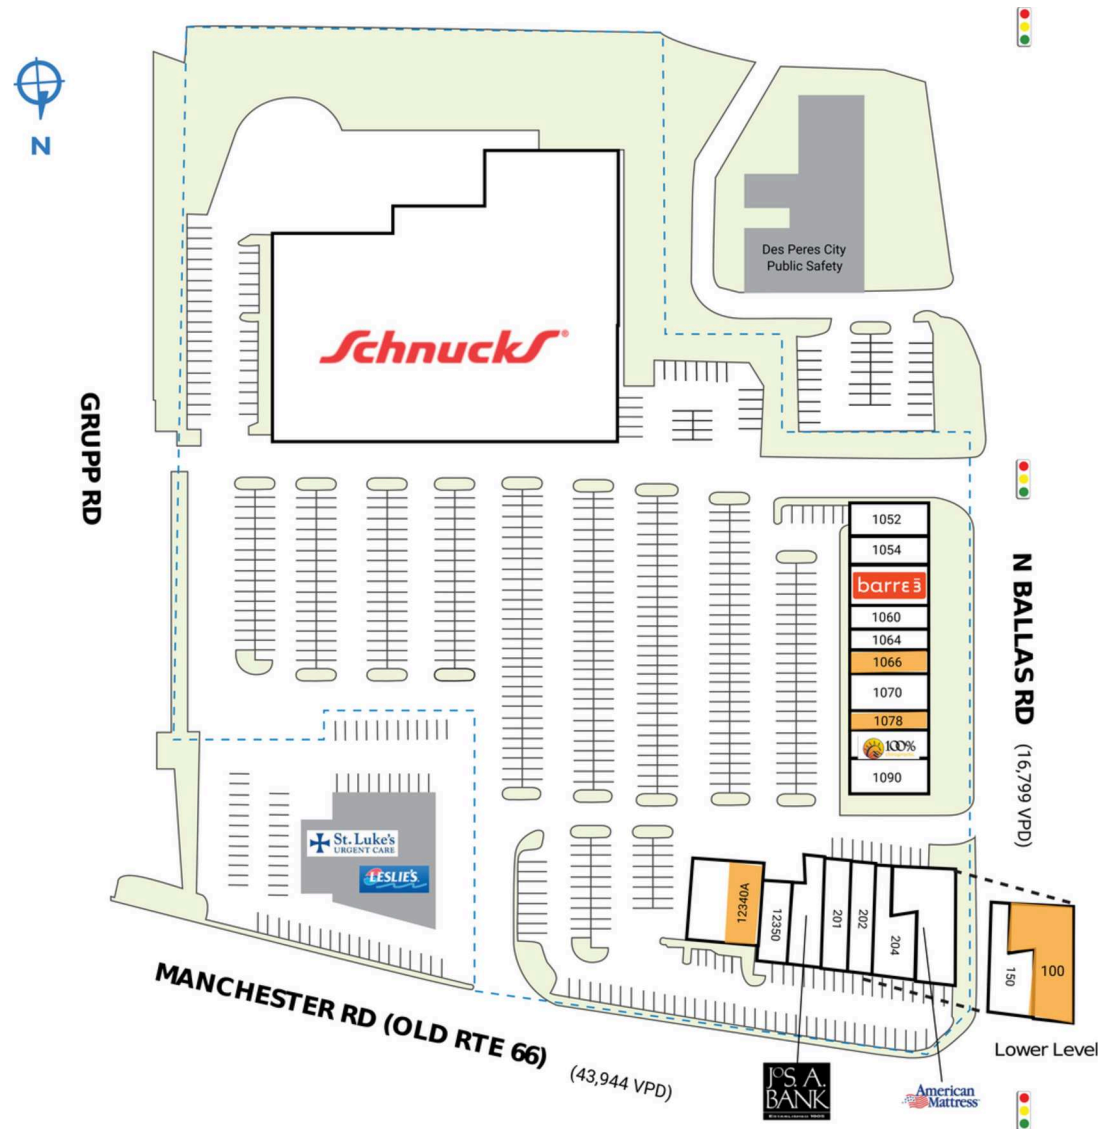 N
Des Peres City
Public Safety
Schnucks®
GRUPP RD
N BALLAS RD
(16,799 VPD)
1052
1054
barre3
1060
1064
1066
1070
1078
100%
1090
St. Luke's
URGENT CARE
LESLIE'S
12340A
12350
201
202
204
150
100
Lower Level
MANCHESTER RD (OLD RTE 66)
(43,944 VPD)
JoS. A.
BANK
American
Mattress